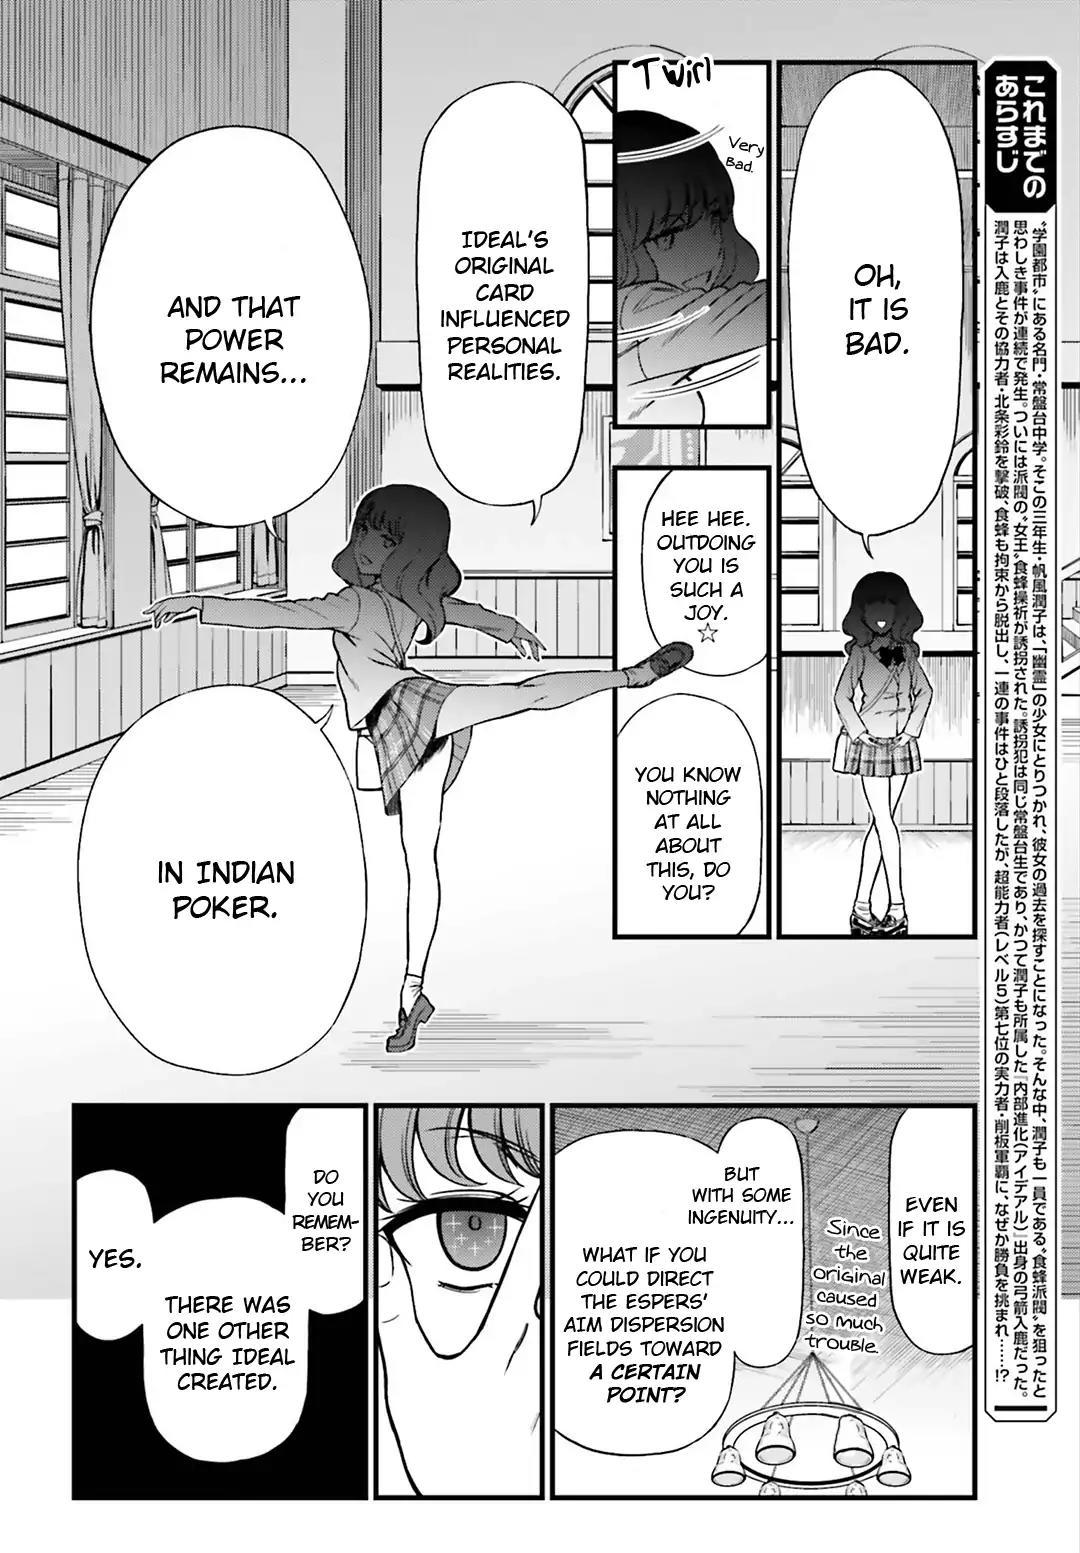 これまでの
あらすじ
“学園都市”にある名門・常盤台中学。そこの三年生・帆風潤子は、「幽霊」の少女にとりつかれ、彼女の過去を探すことになった。そんな中、潤子も一員である“食蜂派閥”を狙ったと
思わしき事件が連続で発生。ついには派閥の“女王”食蜂操祈が誘拐された。誘拐犯は同じ常盤台生であり、かつて潤子も所属した『内部進化(アイデアル)』出身の弓箭入鹿だった。
潤子は入鹿とその協力者・北条彩鈴を撃破、食蜂も拘束から脱出し、一連の事件はひと段落したが、超能力者(レベル5)第七位の実力者・削板軍覇に、なぜか勝負を挑まれ……!?
OH,
IT IS
BAD.
Twirl
Very
Bad.
HEE HEE.
OUTDOING
YOU IS
SUCH A
JOY.
☆
YOU KNOW
NOTHING
AT ALL
ABOUT
THIS, DO
YOU?
IDEAL'S
ORIGINAL
CARD
INFLUENCED
PERSONAL
REALITIES.
AND THAT
POWER
REMAINS...
IN INDIAN
POKER.
EVEN
IF IT IS
QUITE
WEAK.
Since
the
original
caused
so much
trouble.
BUT
WITH SOME
INGENUITY...
WHAT IF YOU
COULD DIRECT
THE ESPERS'
AIM DISPERSION
FIELDS TOWARD
A CERTAIN
POINT?
DO
YOU
REMEM-
BER?
THERE WAS
ONE OTHER
THING IDEAL
CREATED.
YES.